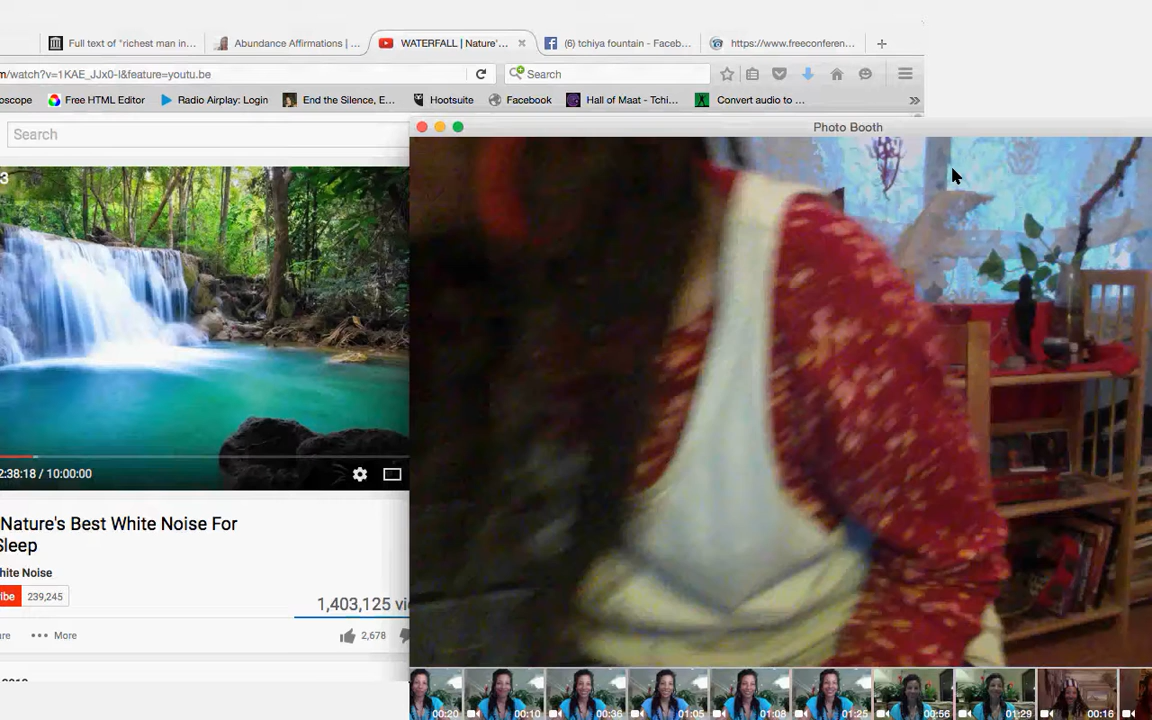 Full text of "richest man in...
Abundance Affirmations | ...
WATERFALL | Nature'...
(6) tchiya fountain - Faceb...
https://www.freeconferen...
m/watch?v=1KAE_JJx0-I&feature=youtu.be
Search
oscope
Free HTML Editor
Radio Airplay: Login
End the Silence, E...
Hootsuite
Facebook
Hall of Maat - Tchi...
Convert audio to ...
Search
Photo Booth
3
2:38:18 / 10:00:00
Nature's Best White Noise For
Sleep
hite Noise
ibe
239,245
1,403,125 vi
are
More
2,678
00:20
00:10
00:36
01:05
01:08
01:25
00:56
01:29
00:16